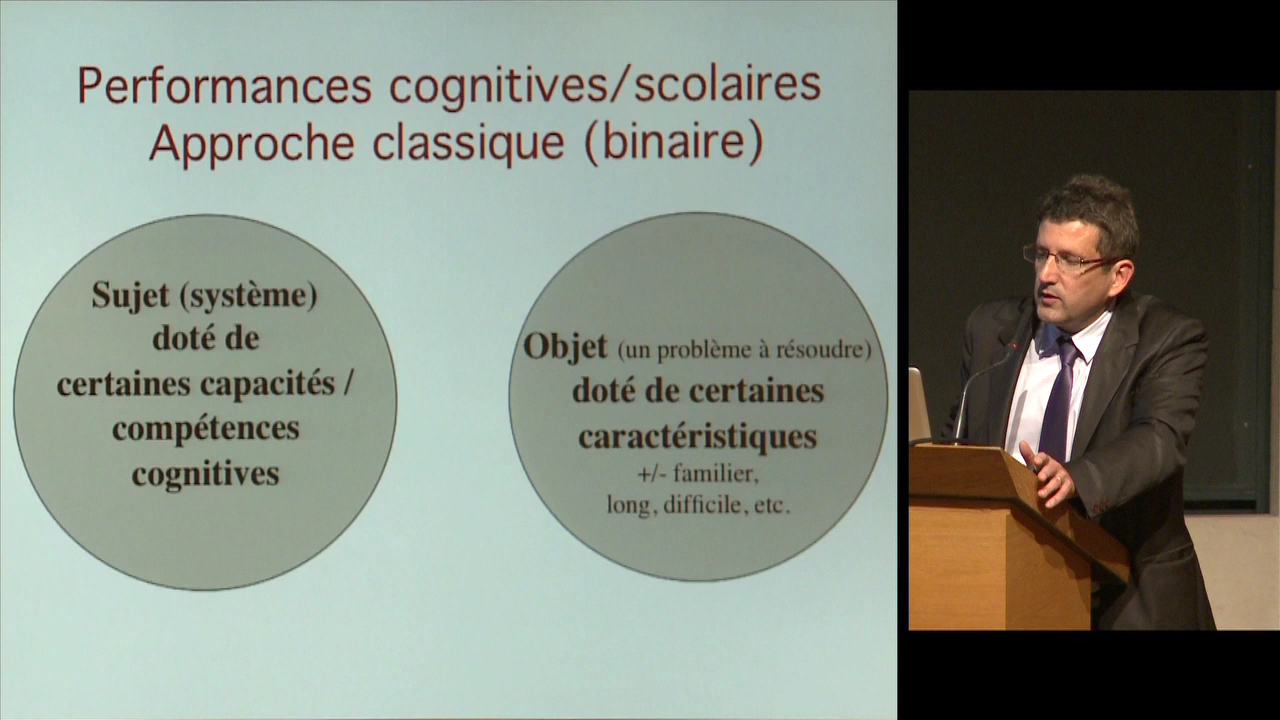 Performances cognitives/scolaires
Approche classique (binaire)
Sujet (système)
doté de
certaines capacités /
compétences
cognitives
Objet (un problème à résoudre)
doté de certaines
caractéristiques
+/- familier,
long, difficile, etc.